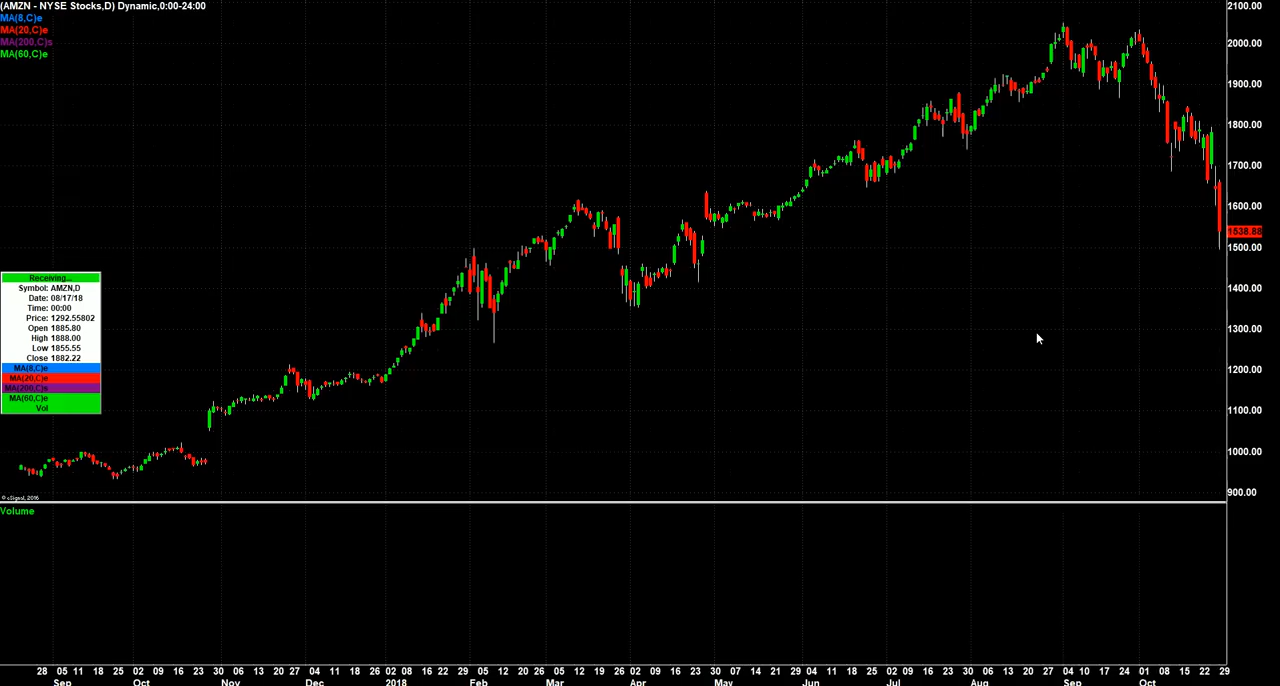 (AMZN - NYSE Stocks,D) Dynamic,0:00-24:00
MA(8,C)e
MA(20,C)e
MA(200,C)s
MA(60,C)e
2100.00
2000.00
1900.00
1800.00
1700.00
1600.00
1538.88
1500.00
1400.00
1300.00
1200.00
1100.00
1000.00
900.00
Receiving...
Symbol: AMZN,D
Date: 08/17/18
Time: 00:00
Price: 1292.55802
Open 1885.80
High 1888.00
Low 1855.55
Close 1882.22
MA(8,C)e
MA(20,C)e
MA(200,C)s
MA(60,C)e
Vol
© eSignal, 2016
Volume
28 05 11 18 25 02 09 16 23 30 06 13 20 27 04 11 18 26 02 08 16 22 29 05 12 20 26 05 12 19 26 02 09 16 23 30 07 14 21 29 04 11 18 25 02 09 16 23 30 06 13 20 27 04 10 17 24 01 08 15 22 29
Sep Oct Nov Dec 2018 Feb Mar Apr May Jun Jul Aug Sep Oct